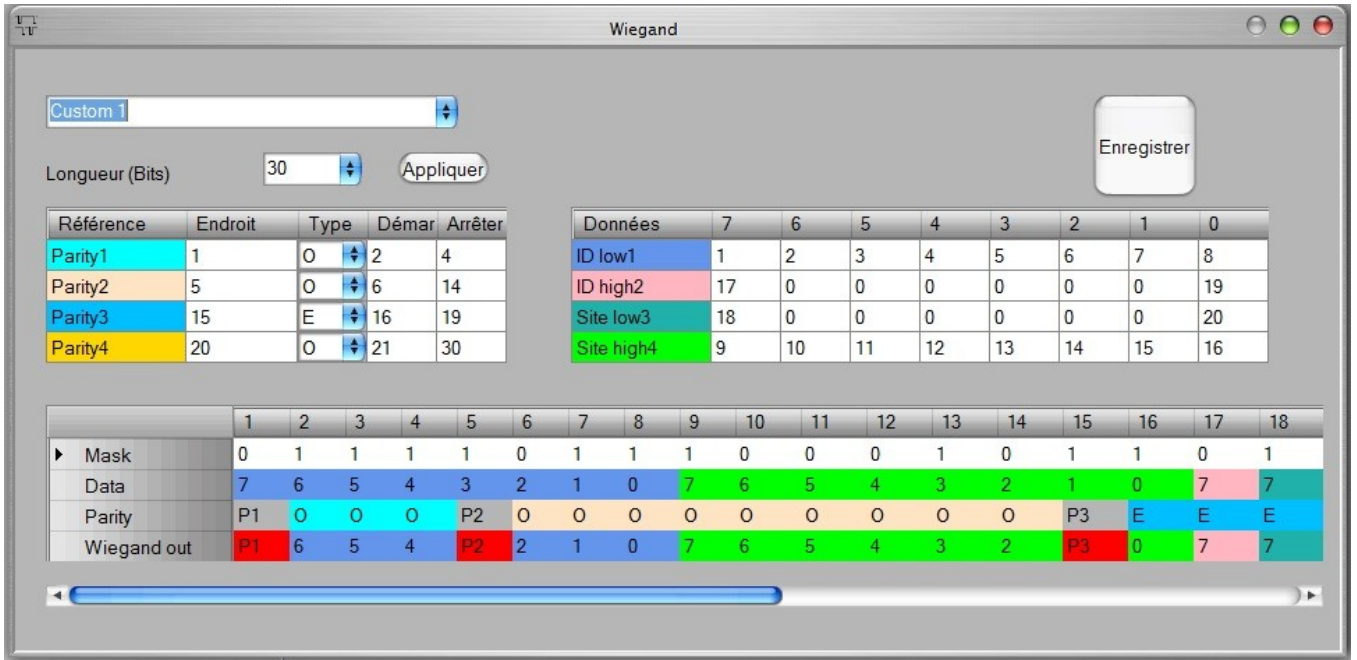 Wiegand
Custom 1
Enregistrer
Longueur (Bits) 30 Appliquer
Référence Endroit Type Démar Arrêter
Parity1 1 O 2 4
Parity2 5 O 6 14
Parity3 15 E 16 19
Parity4 20 O 21 30
Données 7 6 5 4 3 2 1 0
ID low1 1 2 3 4 5 6 7 8
ID high2 17 0 0 0 0 0 0 19
Site low3 18 0 0 0 0 0 0 20
Site high4 9 10 11 12 13 14 15 16
1 2 3 4 5 6 7 8 9 10 11 12 13 14 15 16 17 18
Mask 0 1 1 1 1 0 1 1 1 0 0 0 1 0 1 1 0 1
Data 7 6 5 4 3 2 1 0 7 6 5 4 3 2 1 0 7 7
Parity P1 O O O P2 O O O O O O O O O P3 E E E
Wiegand out P1 6 5 4 P2 2 1 0 7 6 5 4 3 2 P3 0 7 7